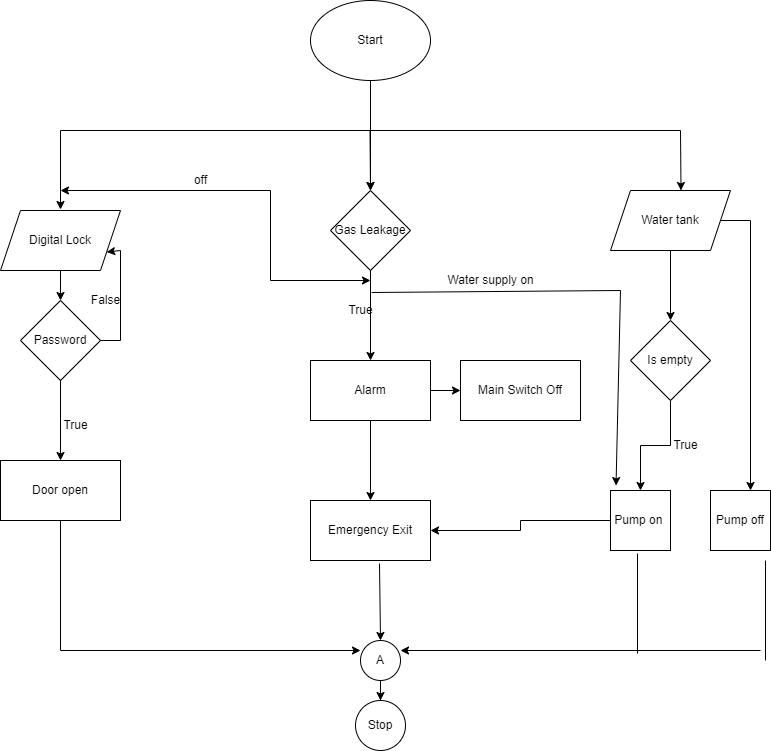 Start
off
Digital Lock
Gas Leakage
Water tank
Water supply on
False
True
Password
Is empty
Alarm
Main Switch Off
True
True
Door open
Emergency Exit
Pump on
Pump off
A
Stop